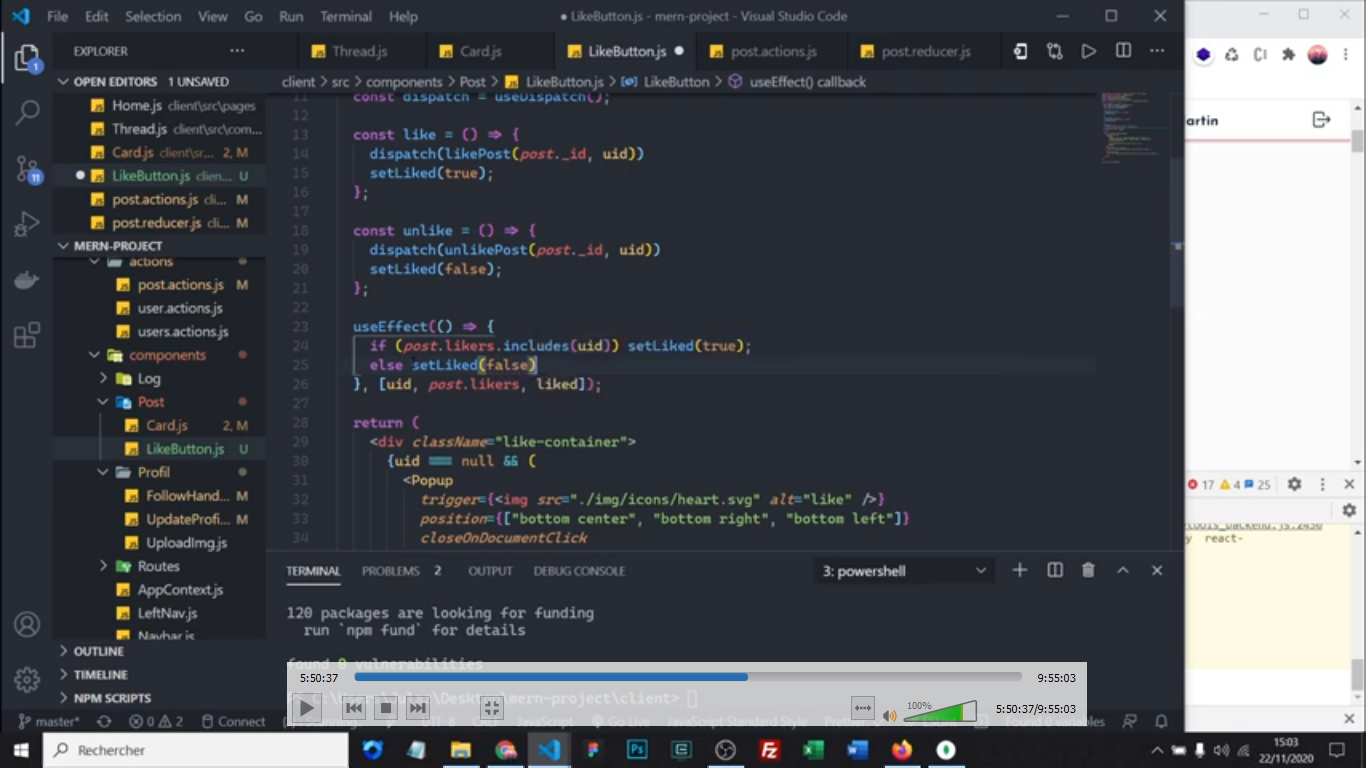 File Edit Selection View Go Run Terminal Help
● LikeButton.js - mern-project - Visual Studio Code
EXPLORER
Thread.js Card.js LikeButton.js post.actions.js post.reducer.js
OPEN EDITORS 1 UNSAVED
client > src > components > Post > LikeButton.js > LikeButton > useEffect() callback
Home.js client\src\pages
Thread.js client\src\com...
Card.js client\sr... 2, M
LikeButton.js clien... U
post.actions.js cli... M
post.reducer.js cli... M
MERN-PROJECT
actions
post.actions.js M
user.actions.js
users.actions.js
components
Log
Post
Card.js 2, M
LikeButton.js U
Profil
FollowHand... M
UpdateProfi... M
UploadImg.js
Routes
AppContext.js
LeftNav.js
Navbar.js
OUTLINE
TIMELINE
NPM SCRIPTS
11 const dispatch = useDispatch();
12
13 const like = () => {
14 dispatch(likePost(post._id, uid))
15 setLiked(true);
16 };
17
18 const unlike = () => {
19 dispatch(unlikePost(post._id, uid))
20 setLiked(false);
21 };
22
23 useEffect(() => {
24 if (post.likers.includes(uid)) setLiked(true);
25 else setLiked(false)
26 }, [uid, post.likers, liked]);
27
28 return (
29 <div className="like-container">
30 {uid === null && (
31 <Popup
32 trigger={<img src="./img/icons/heart.svg" alt="like" />}
33 position={["bottom center", "bottom right", "bottom left"]}
34 closeOnDocumentClick
TERMINAL PROBLEMS 2 OUTPUT DEBUG CONSOLE 3: powershell
120 packages are looking for funding
run `npm fund` for details
found 0 vulnerabilities
\Desktop\mern-project\client>
5:50:37 9:55:03
100%
5:50:37/9:55:03
master* 0 2 Connect UTF-8 JavaScript Go Live JavaScript Standard Style Found 0 variables
artin
17 4 25
react-
Rechercher
15:03
22/11/2020